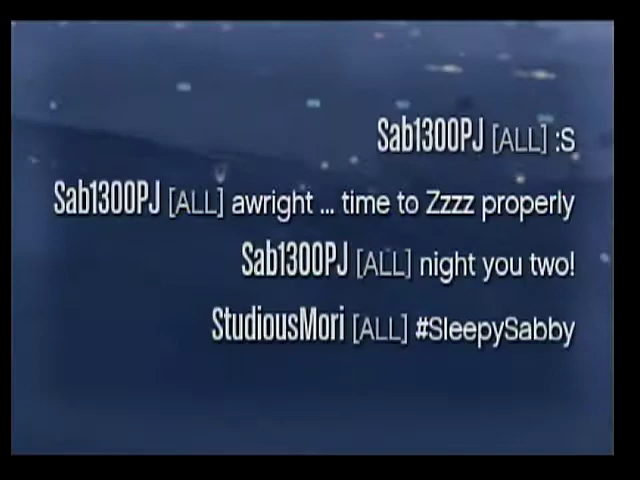 Sab1300PJ [ALL] :S
Sab1300PJ [ALL] awright ... time to Zzzz properly
Sab1300PJ [ALL] night you two!
StudiousMori [ALL] #SleepySabby